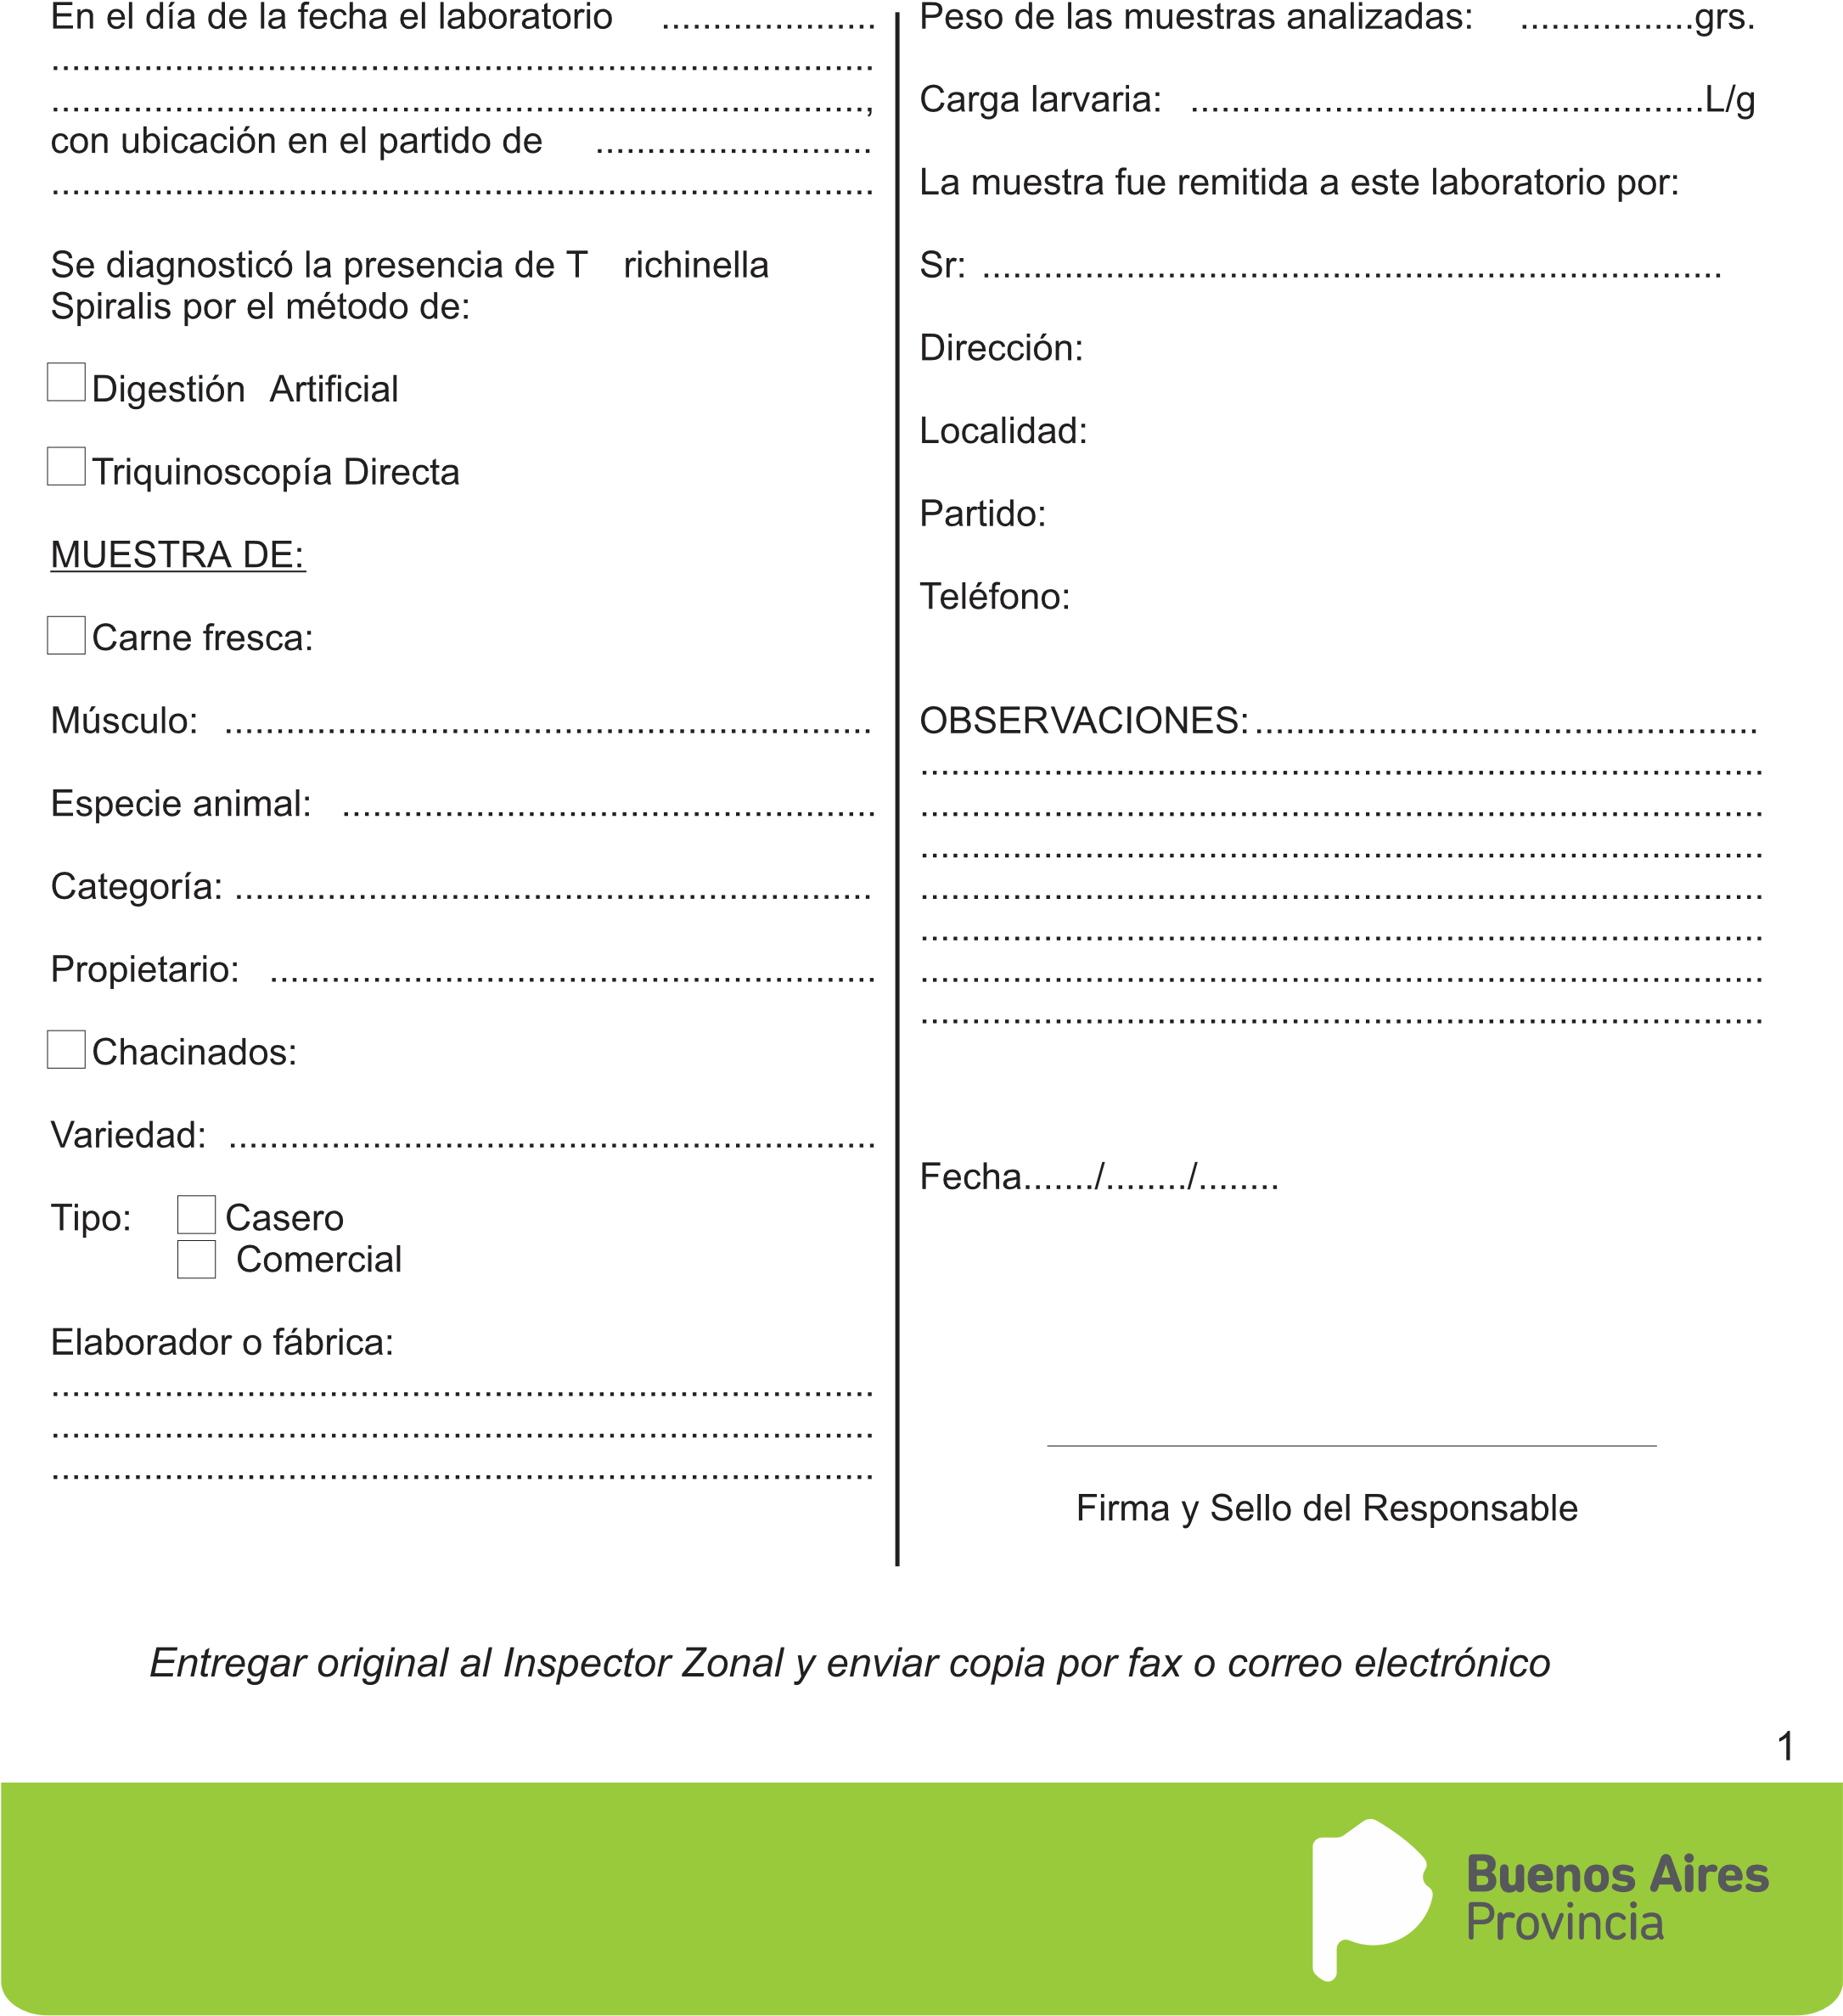 En el día de la fecha el laboratorio .....................
................................................................................
...............................................................................,
con ubicación en el partido de ...........................
................................................................................
Se diagnosticó la presencia de T richinella
Spiralis por el método de:
Digestión Artificial
Triquinoscopía Directa
MUESTRA DE:
Carne fresca:
Músculo: ...............................................................
Especie animal: ....................................................
Categoría: ..............................................................
Propietario: ...........................................................
Chacinados:
Variedad: ...............................................................
Tipo: Casero
Comercial
Elaborador o fábrica:
................................................................................
................................................................................
................................................................................
Peso de las muestras analizadas: .................grs.
Carga larvaria: ..................................................L/g
La muestra fue remitida a este laboratorio por:
Sr: ........................................................................
Dirección:
Localidad:
Partido:
Teléfono:
OBSERVACIONES:.................................................
..................................................................................
..................................................................................
..................................................................................
..................................................................................
..................................................................................
..................................................................................
..................................................................................
Fecha......./......../........
Firma y Sello del Responsable
Entregar original al Inspector Zonal y enviar copia por fax o correo electrónico
1
Buenos Aires
Provincia